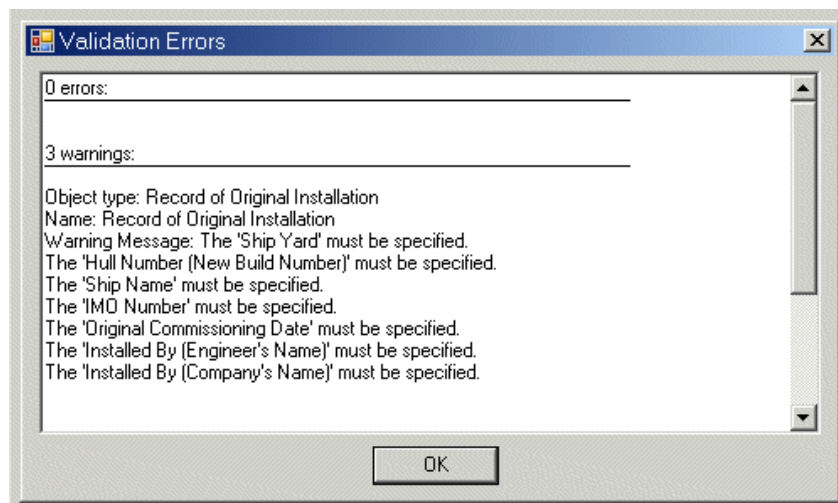 Validation Errors
0 errors:
3 warnings:
Object type: Record of Original Installation
Name: Record of Original Installation
Warning Message: The 'Ship Yard' must be specified.
The 'Hull Number (New Build Number)' must be specified.
The 'Ship Name' must be specified.
The 'IMO Number' must be specified.
The 'Original Commissioning Date' must be specified.
The 'Installed By (Engineer's Name)' must be specified.
The 'Installed By (Company's Name)' must be specified.
OK